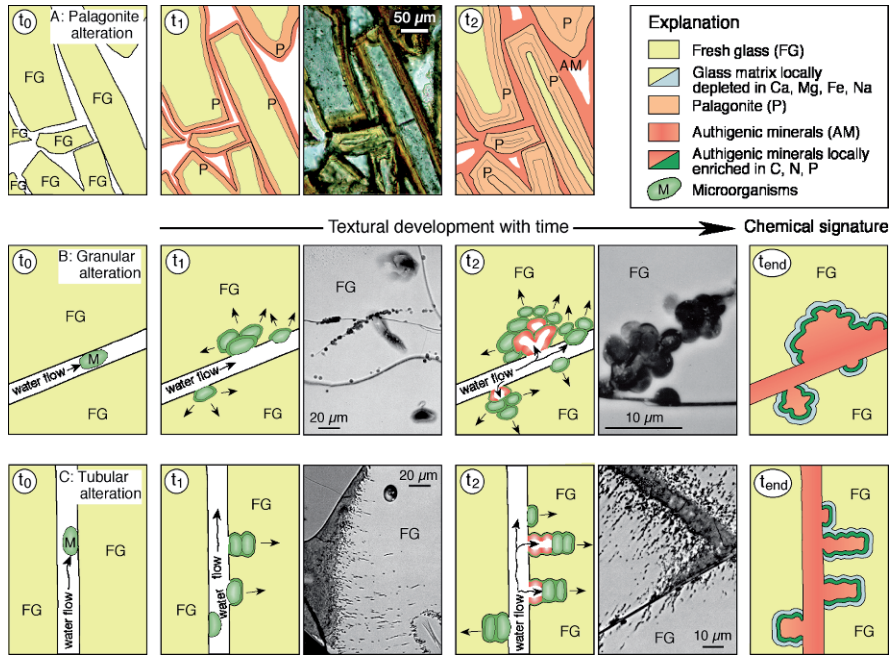 t0
A: Palagonite
alteration
FG
FG
FG
FG
FG
FG
FG
FG
t1
P
P
P
P
P
50 µm
t2
P
AM
P
P
P
P
Explanation
Fresh glass (FG)
Glass matrix locally
depleted in Ca, Mg, Fe, Na
Palagonite (P)
Authigenic minerals (AM)
Authigenic minerals locally
enriched in C, N, P
M
Microorganisms
Textural development with time
Chemical signature
t0
B: Granular
alteration
FG
M
water flow
FG
t1
FG
water flow
FG
FG
20 µm
t2
FG
water flow
FG
FG
10 µm
tend
FG
FG
t0
C: Tubular
alteration
M
FG
FG
water flow
t1
FG
water flow
FG
20 µm
FG
t2
FG
water flow
FG
FG
10 µm
tend
FG
FG